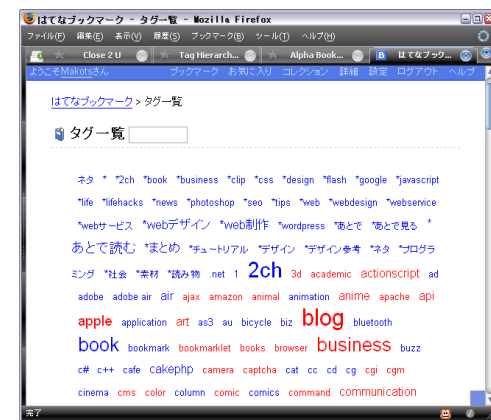 はてなブックマーク - タグ一覧 - Mozilla Firefox
ファイル(F) 編集(E) 表示(V) 履歴(S) ブックマーク(B) ツール(T) ヘルプ(H)
Close 2 U Tag Hierarch... Alpha Book... はてなブック...
ようこそMakotsさん ブックマーク お気に入り コレクション 詳細 設定 ログアウト ヘルプ
はてなブックマーク > タグ一覧
タグ一覧
ネタ * *2ch *book *business *clip *css *design *flash *google *javascript
*life *lifehacks *news *photoshop *seo *tips *web *webdesign *webservice
*webサービス *webデザイン *web制作 *wordpress *あとで *あとで見る *
あとで読む *まとめ *チュートリアル *デザイン *デザイン参考 *ネタ *プログラ
ミング *社会 *素材 *読み物 .net 1 2ch 3d academic actionscript ad
adobe adobe air air ajax amazon animal animation anime apache api
apple application art as3 au bicycle biz blog bluetooth
book bookmark bookmarklet books browser business buzz
c# c++ cafe cakephp camera captcha cat cc cd cg cgi cgm
cinema cms color column comic comics command communication
完了